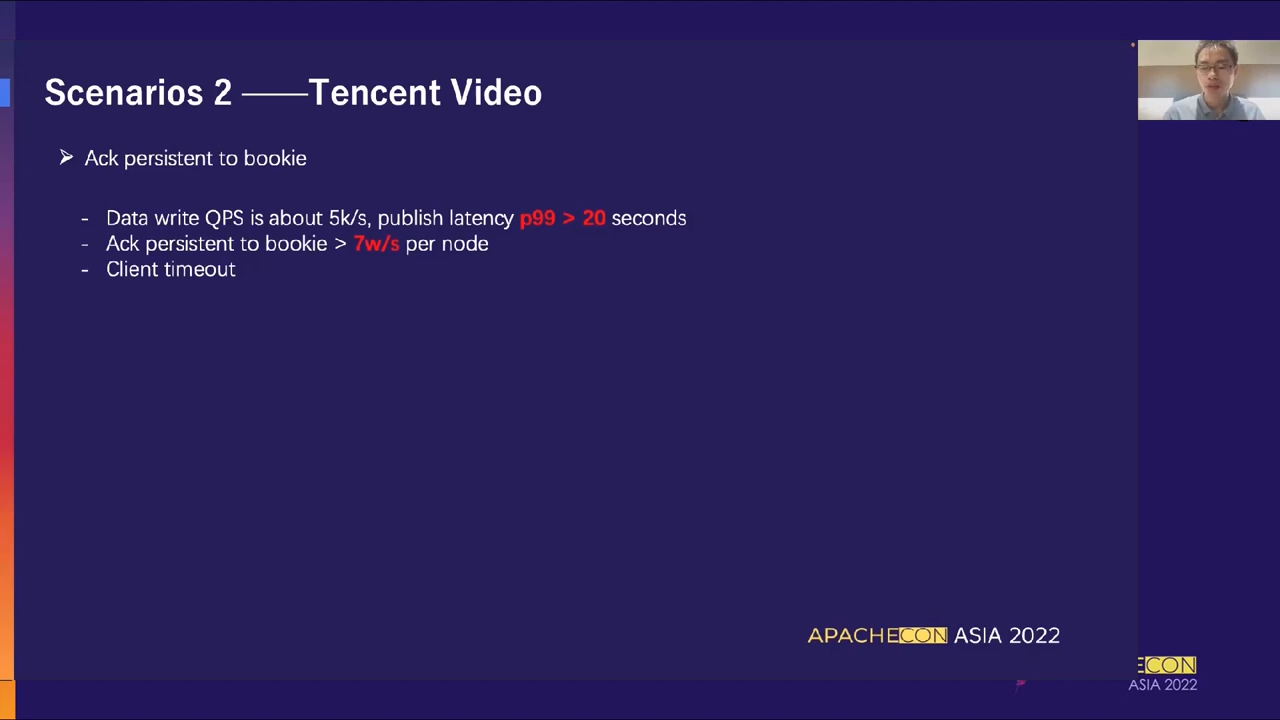 Scenarios 2 ——Tencent Video
➢ Ack persistent to bookie
- Data write QPS is about 5k/s, publish latency p99 > 20 seconds
- Ack persistent to bookie > 7w/s per node
- Client timeout
APACHECON ASIA 2022
ECON
ASIA 2022